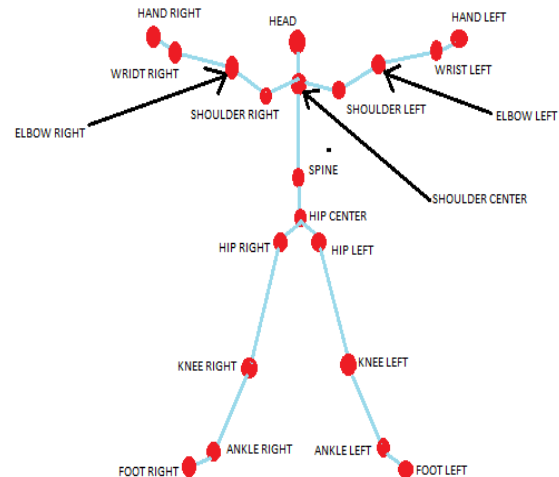 HAND RIGHT
HEAD
HAND LEFT
WRIDT RIGHT
WRIST LEFT
SHOULDER RIGHT
SHOULDER LEFT
ELBOW RIGHT
ELBOW LEFT
SPINE
SHOULDER CENTER
HIP CENTER
HIP RIGHT
HIP LEFT
KNEE RIGHT
KNEE LEFT
ANKLE RIGHT
ANKLE LEFT
FOOT RIGHT
FOOT LEFT